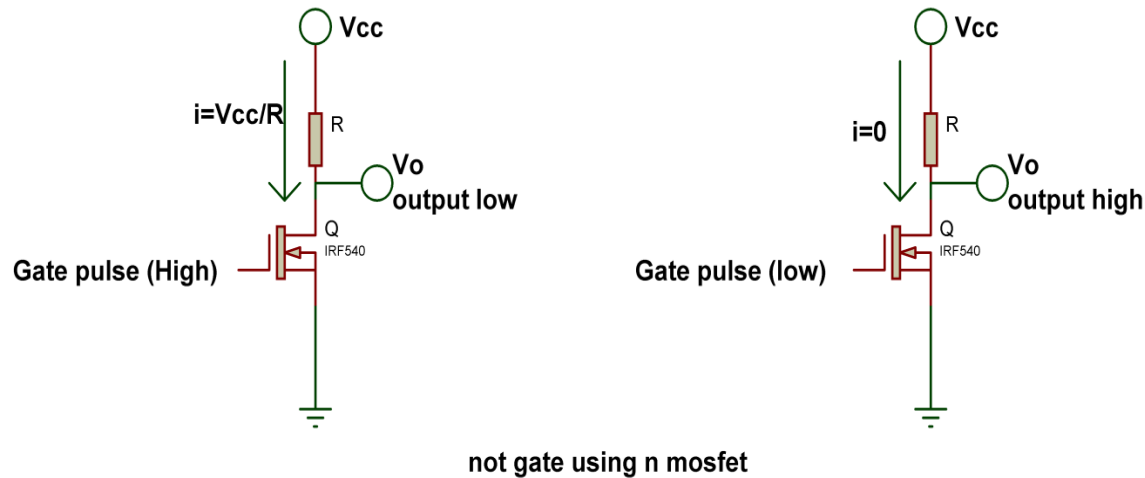 Vcc
i=Vcc/R
R
Vo
output low
Q
IRF540
Gate pulse (High)
Vcc
i=0
R
Vo
output high
Q
IRF540
Gate pulse (low)
not gate using n mosfet